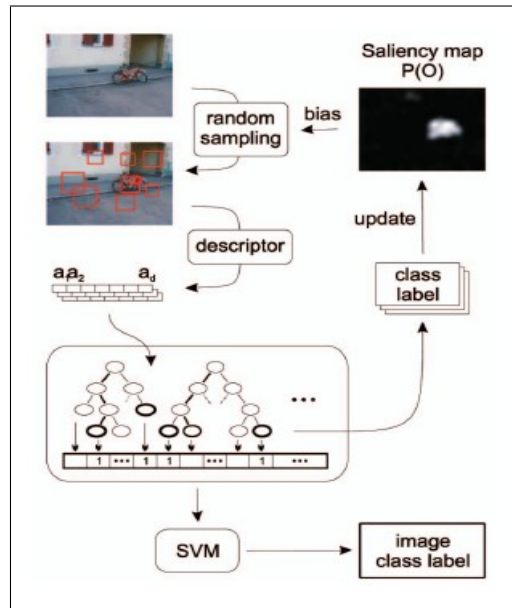 Saliency map
P(O)
random
sampling
bias
descriptor
update
a₁a₂ a_d
class
label
•••
1 ••• 1 1 ••• 1 •••
SVM
image
class label